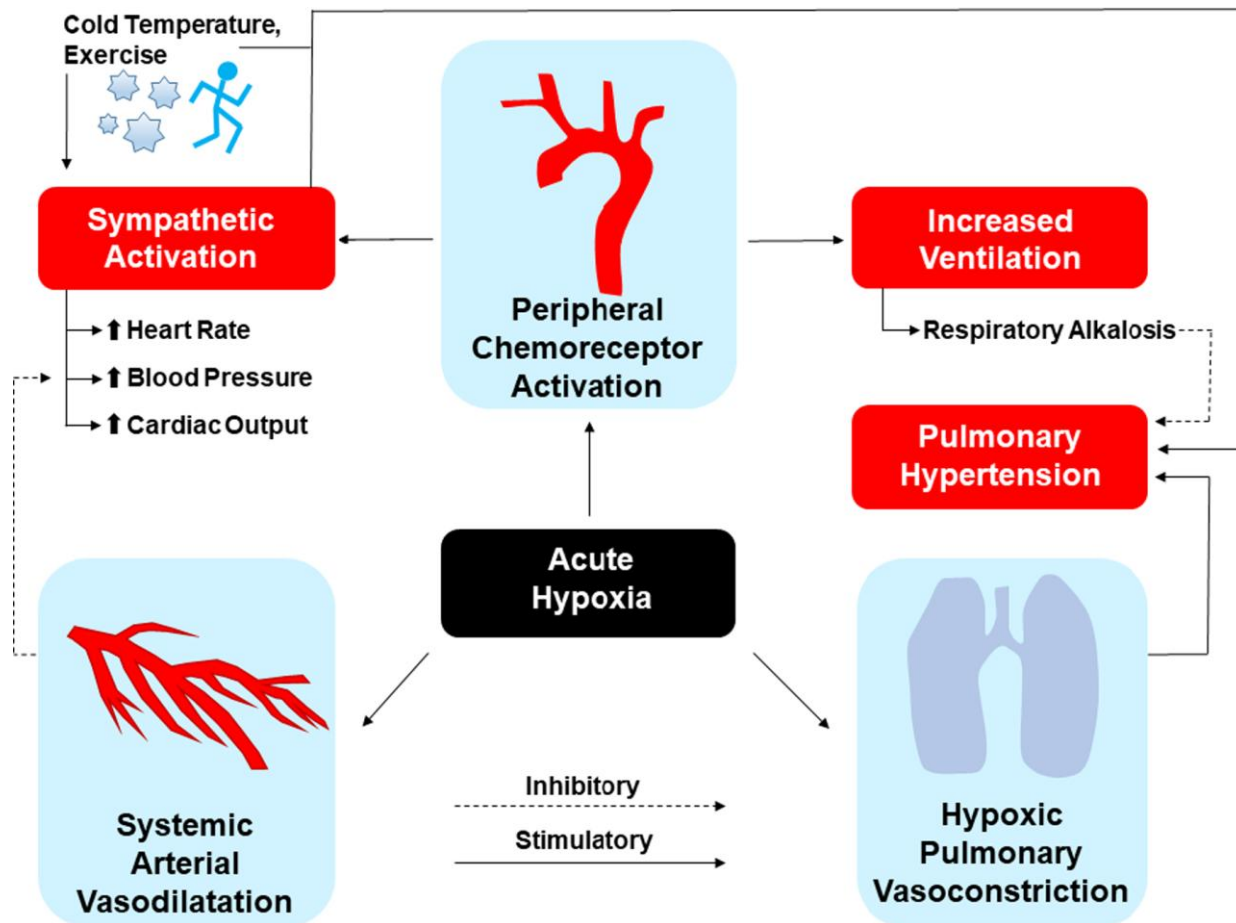 Cold Temperature,
Exercise
Sympathetic
Activation
⬆ Heart Rate
⬆ Blood Pressure
⬆ Cardiac Output
Peripheral
Chemoreceptor
Activation
Increased
Ventilation
Respiratory Alkalosis
Pulmonary
Hypertension
Acute
Hypoxia
Systemic
Arterial
Vasodilatation
Inhibitory
Stimulatory
Hypoxic
Pulmonary
Vasoconstriction